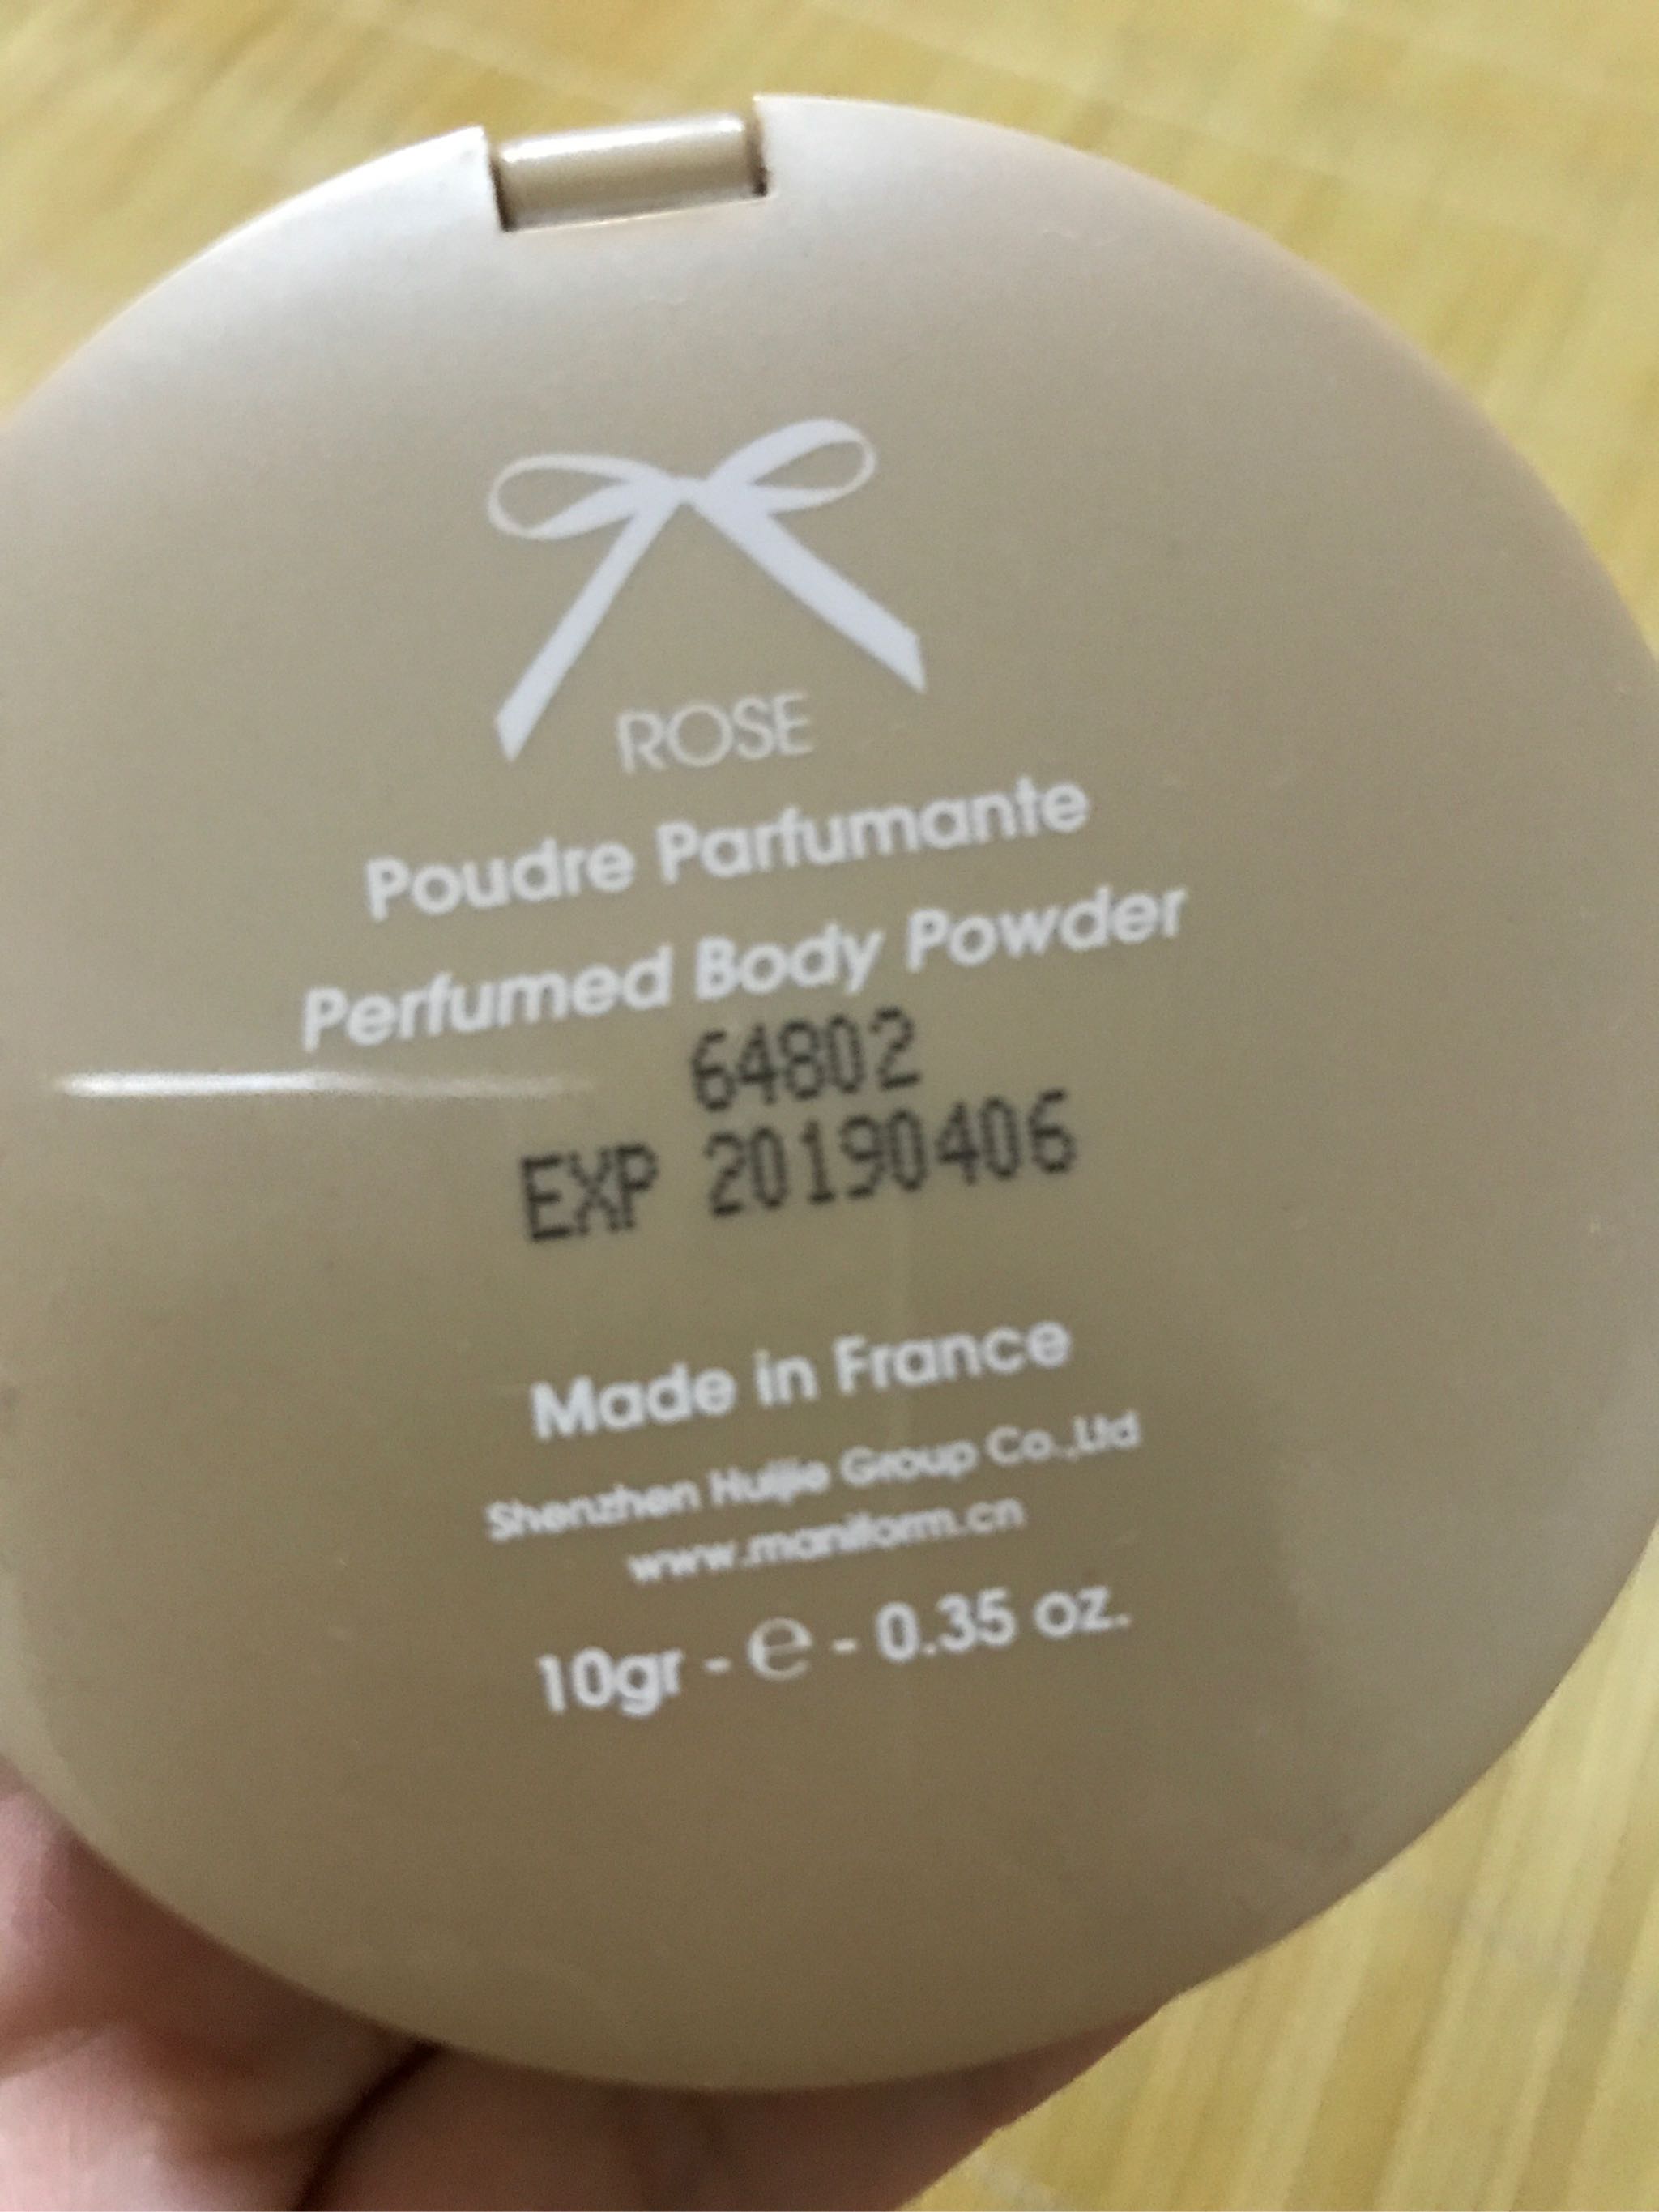 ROSE
Poudre Parfumante
Perfumed Body Powder
64802
EXP 20190406
Made in France
Shenzhen Huijie Group Co.,Ltd
www.maniform.cn
10gr - e - 0.35 oz.